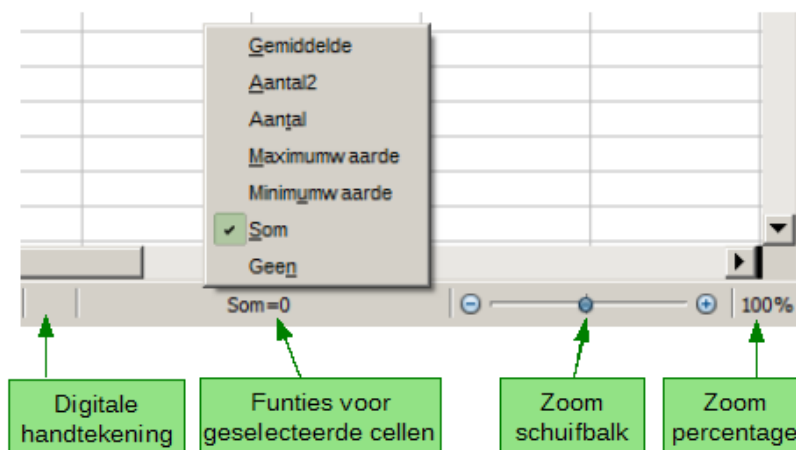 Gemiddelde
Aantal2
Aantal
Maximumwaarde
Minimumwaarde
Som
Geen
Som=0
100%
Digitale
handtekening
Funties voor
geselecteerde cellen
Zoom
schuifbalk
Zoom
percentage